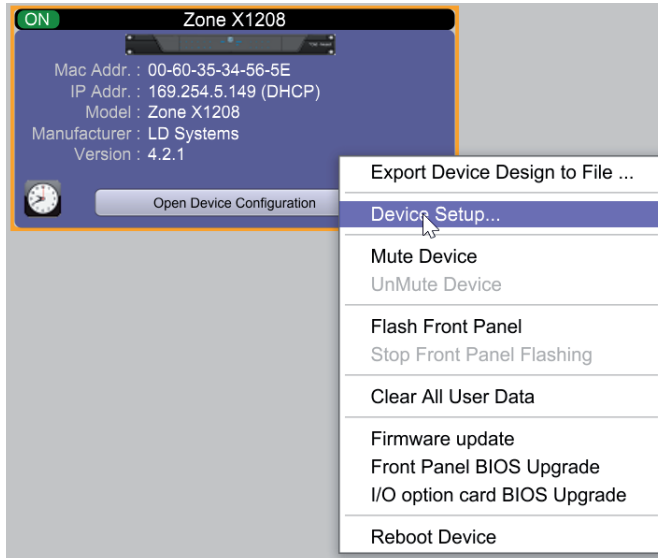 ON
Zone X1208
Mac Addr. : 00-60-35-34-56-5E
IP Addr. : 169.254.5.149 (DHCP)
Model : Zone X1208
Manufacturer : LD Systems
Version : 4.2.1
Open Device Configuration
Export Device Design to File ...
Device Setup...
Mute Device
UnMute Device
Flash Front Panel
Stop Front Panel Flashing
Clear All User Data
Firmware update
Front Panel BIOS Upgrade
I/O option card BIOS Upgrade
Reboot Device